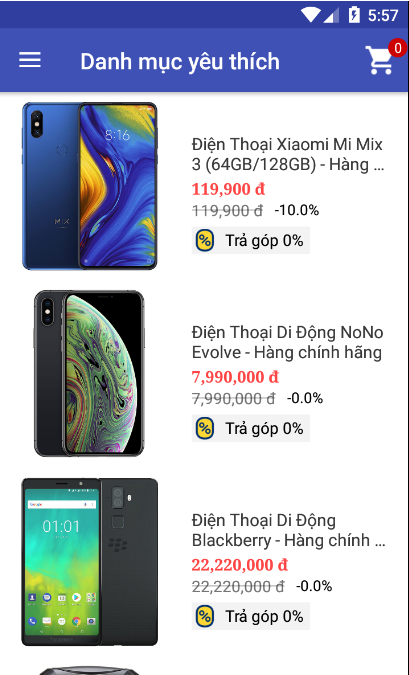 5:57
Danh mục yêu thích
0
8:16
MIX
Điện Thoại Xiaomi Mi Mix
3 (64GB/128GB) - Hàng ...
119,900 đ
119,900 đ -10.0%
% Trả góp 0%
Điện Thoại Di Động NoNo
Evolve - Hàng chính hãng
7,990,000 đ
7,990,000 đ -0.0%
% Trả góp 0%
01:01
Điện Thoại Di Động
Blackberry - Hàng chính ...
22,220,000 đ
22,220,000 đ -0.0%
% Trả góp 0%